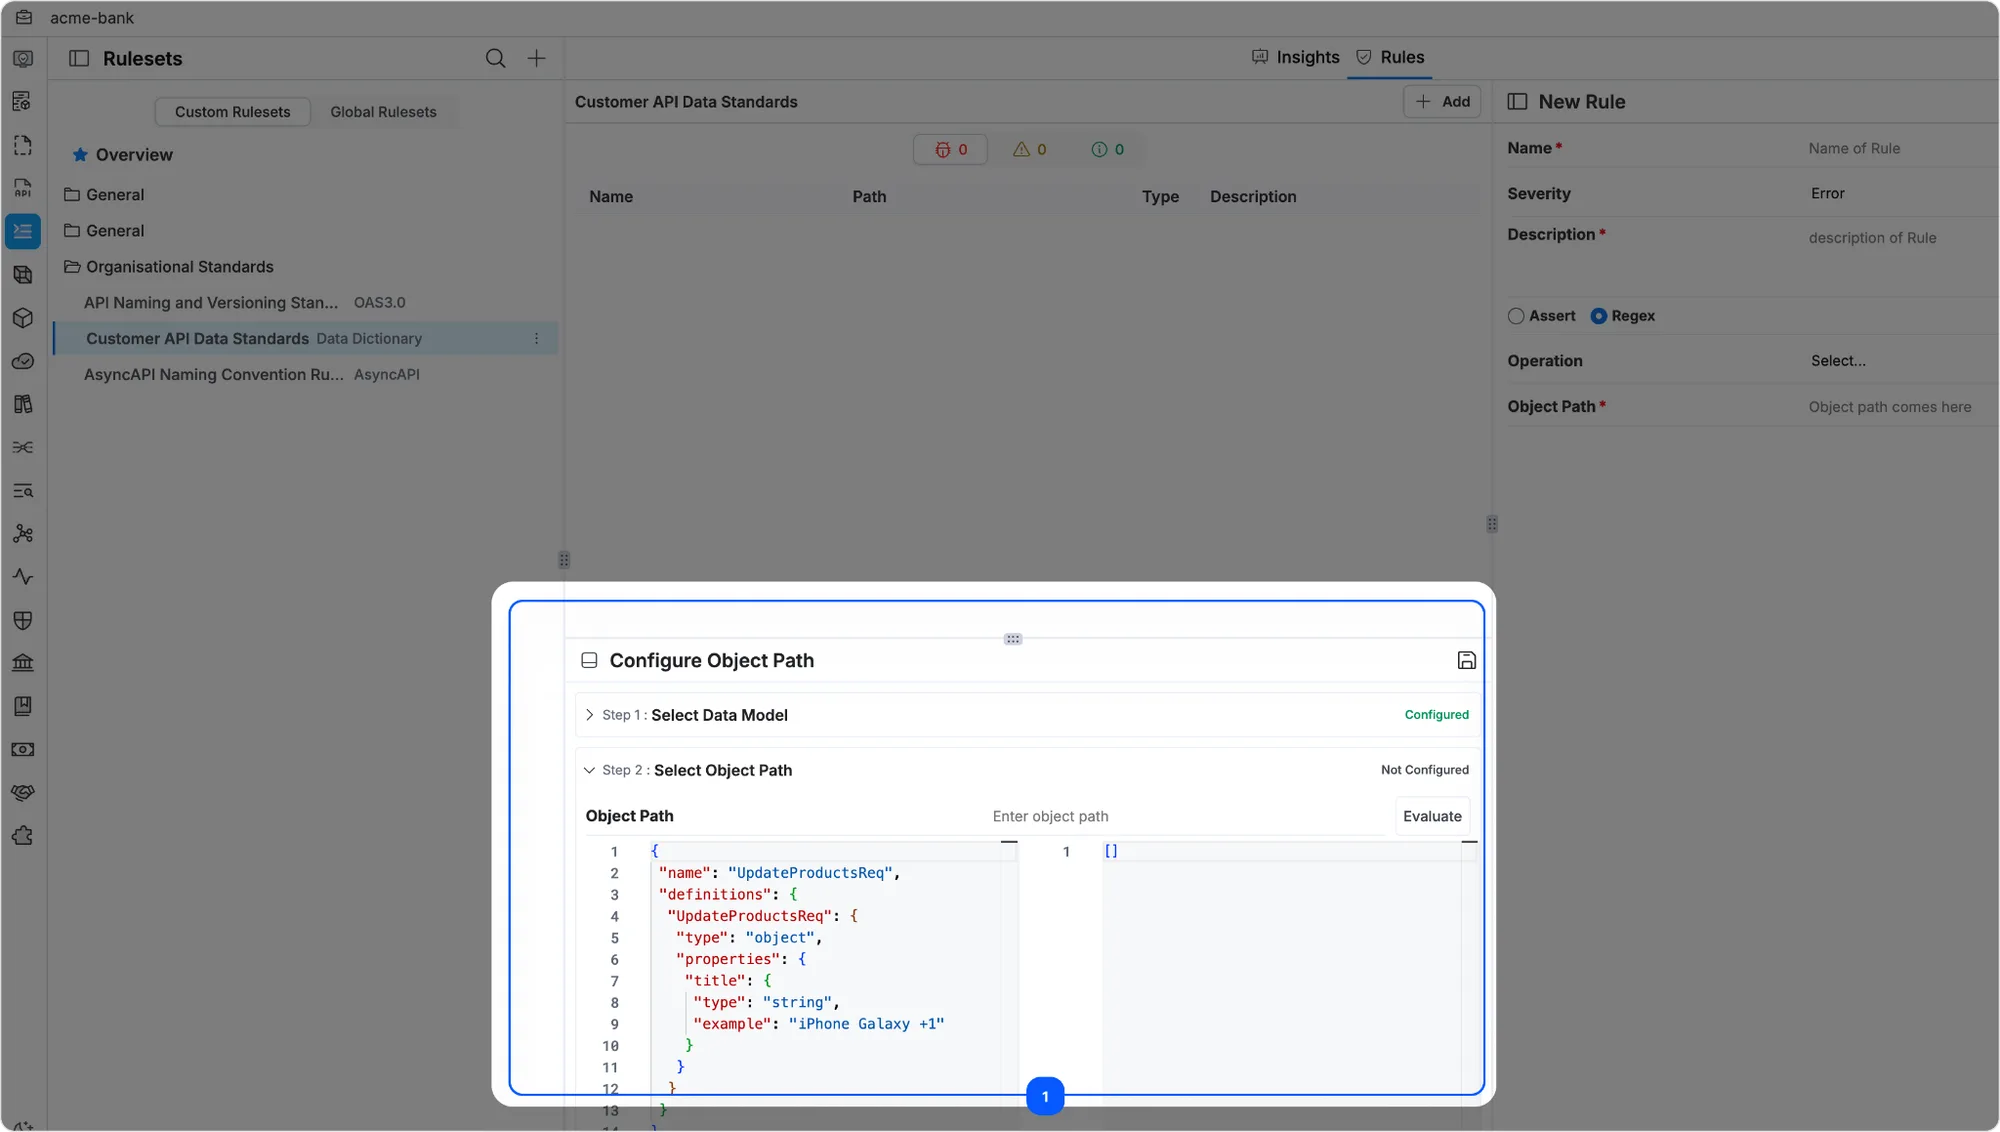 acme-bank
Rulesets
Insights
Rules
Custom Rulesets
Global Rulesets
Overview
General
General
Organisational Standards
API Naming and Versioning Stan... OAS3.0
Customer API Data Standards Data Dictionary
AsyncAPI Naming Convention Ru... AsyncAPI
Customer API Data Standards
+ Add
0
0
0
Name Path Type Description
New Rule
Name* Name of Rule
Severity Error
Description* description of Rule
Assert Regex
Operation Select...
Object Path* Object path comes here
Configure Object Path
Step 1 : Select Data Model Configured
Step 2 : Select Object Path Not Configured
Object Path Enter object path Evaluate
1 {
2 "name": "UpdateProductsReq",
3 "definitions": {
4 "UpdateProductsReq": {
5 "type": "object",
6 "properties": {
7 "title": {
8 "type": "string",
9 "example": "iPhone Galaxy +1"
10 }
11 }
12 }
13 }
1 []
1
API